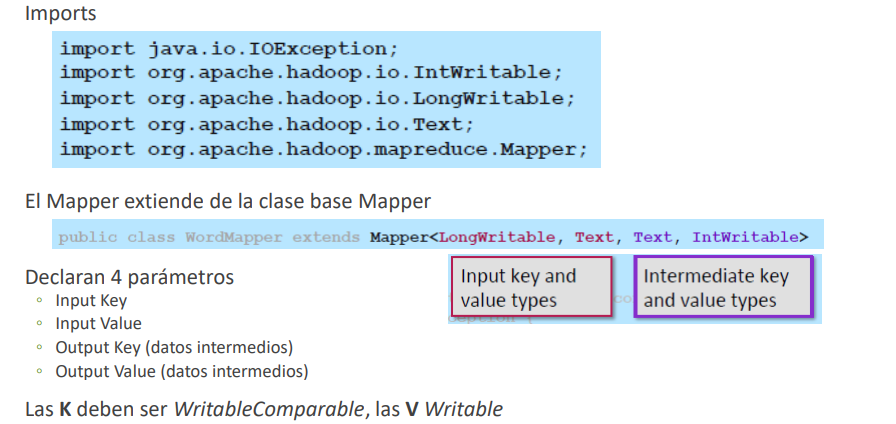 Imports
import java.io.IOException;
import org.apache.hadoop.io.IntWritable;
import org.apache.hadoop.io.LongWritable;
import org.apache.hadoop.io.Text;
import org.apache.hadoop.mapreduce.Mapper;
El Mapper extiende de la clase base Mapper
public class WordMapper extends Mapper<LongWritable, Text, Text, IntWritable>
Declaran 4 parámetros
Input key and value types
Intermediate key and value types
◦ Input Key
◦ Input Value
◦ Output Key (datos intermedios)
◦ Output Value (datos intermedios)
Las K deben ser WritableComparable, las V Writable